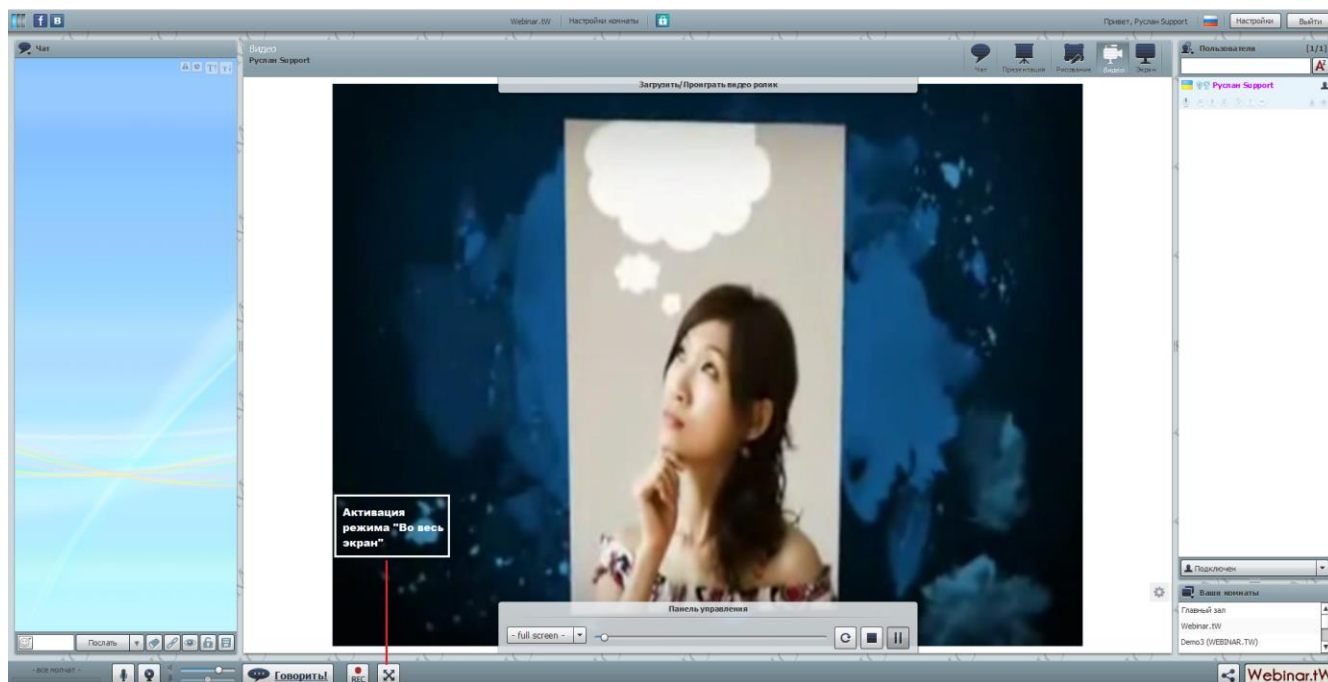 f B
Webinar.tW
Настройки комнаты
Привет, Руслан Support
Настройки
Выйти
Чат
Видео
Руслан Support
Чат
Презентация
Рисование
Видео
Экран
Пользователи
[1/1]
Загрузить/Проиграть видео ролик
Руслан Support
Активация
режима "Во весь
экран"
Подключен
Ваши комнаты
Панель управления
Главный зал
- full screen -
Webinar.tW
Demo3 (WEBINAR.TW)
Послать
- все молчат -
Говорить!
REC
Webinar.tW